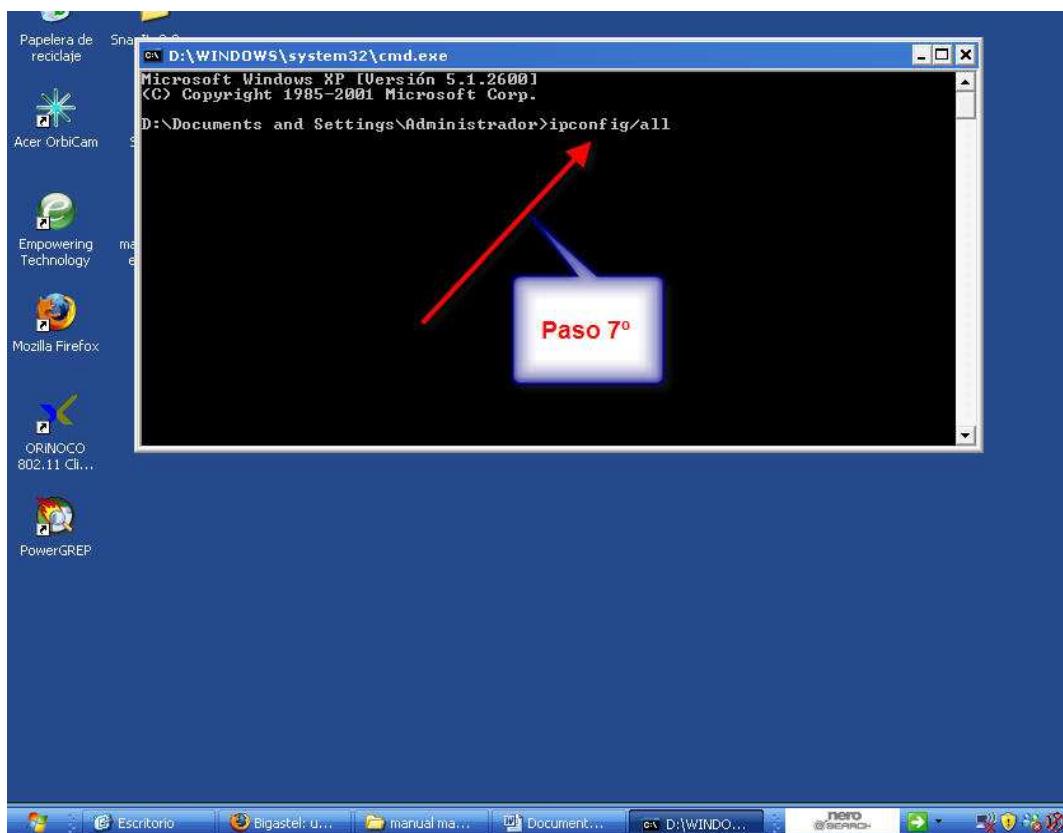 Papelera de
reciclaje
D:\WINDOWS\system32\cmd.exe
Microsoft Windows XP [Versión 5.1.2600]
(C) Copyright 1985-2001 Microsoft Corp.
D:\Documents and Settings\Administrador>ipconfig/all
Acer OrbiCam
Empowering
Technology
Paso 7º
Mozilla Firefox
ORiNOCO
802.11 Cli...
PowerGREP
Escritorio
Bigastel: u...
manual ma...
Document...
D:\WINDO...
nero
SEARCH